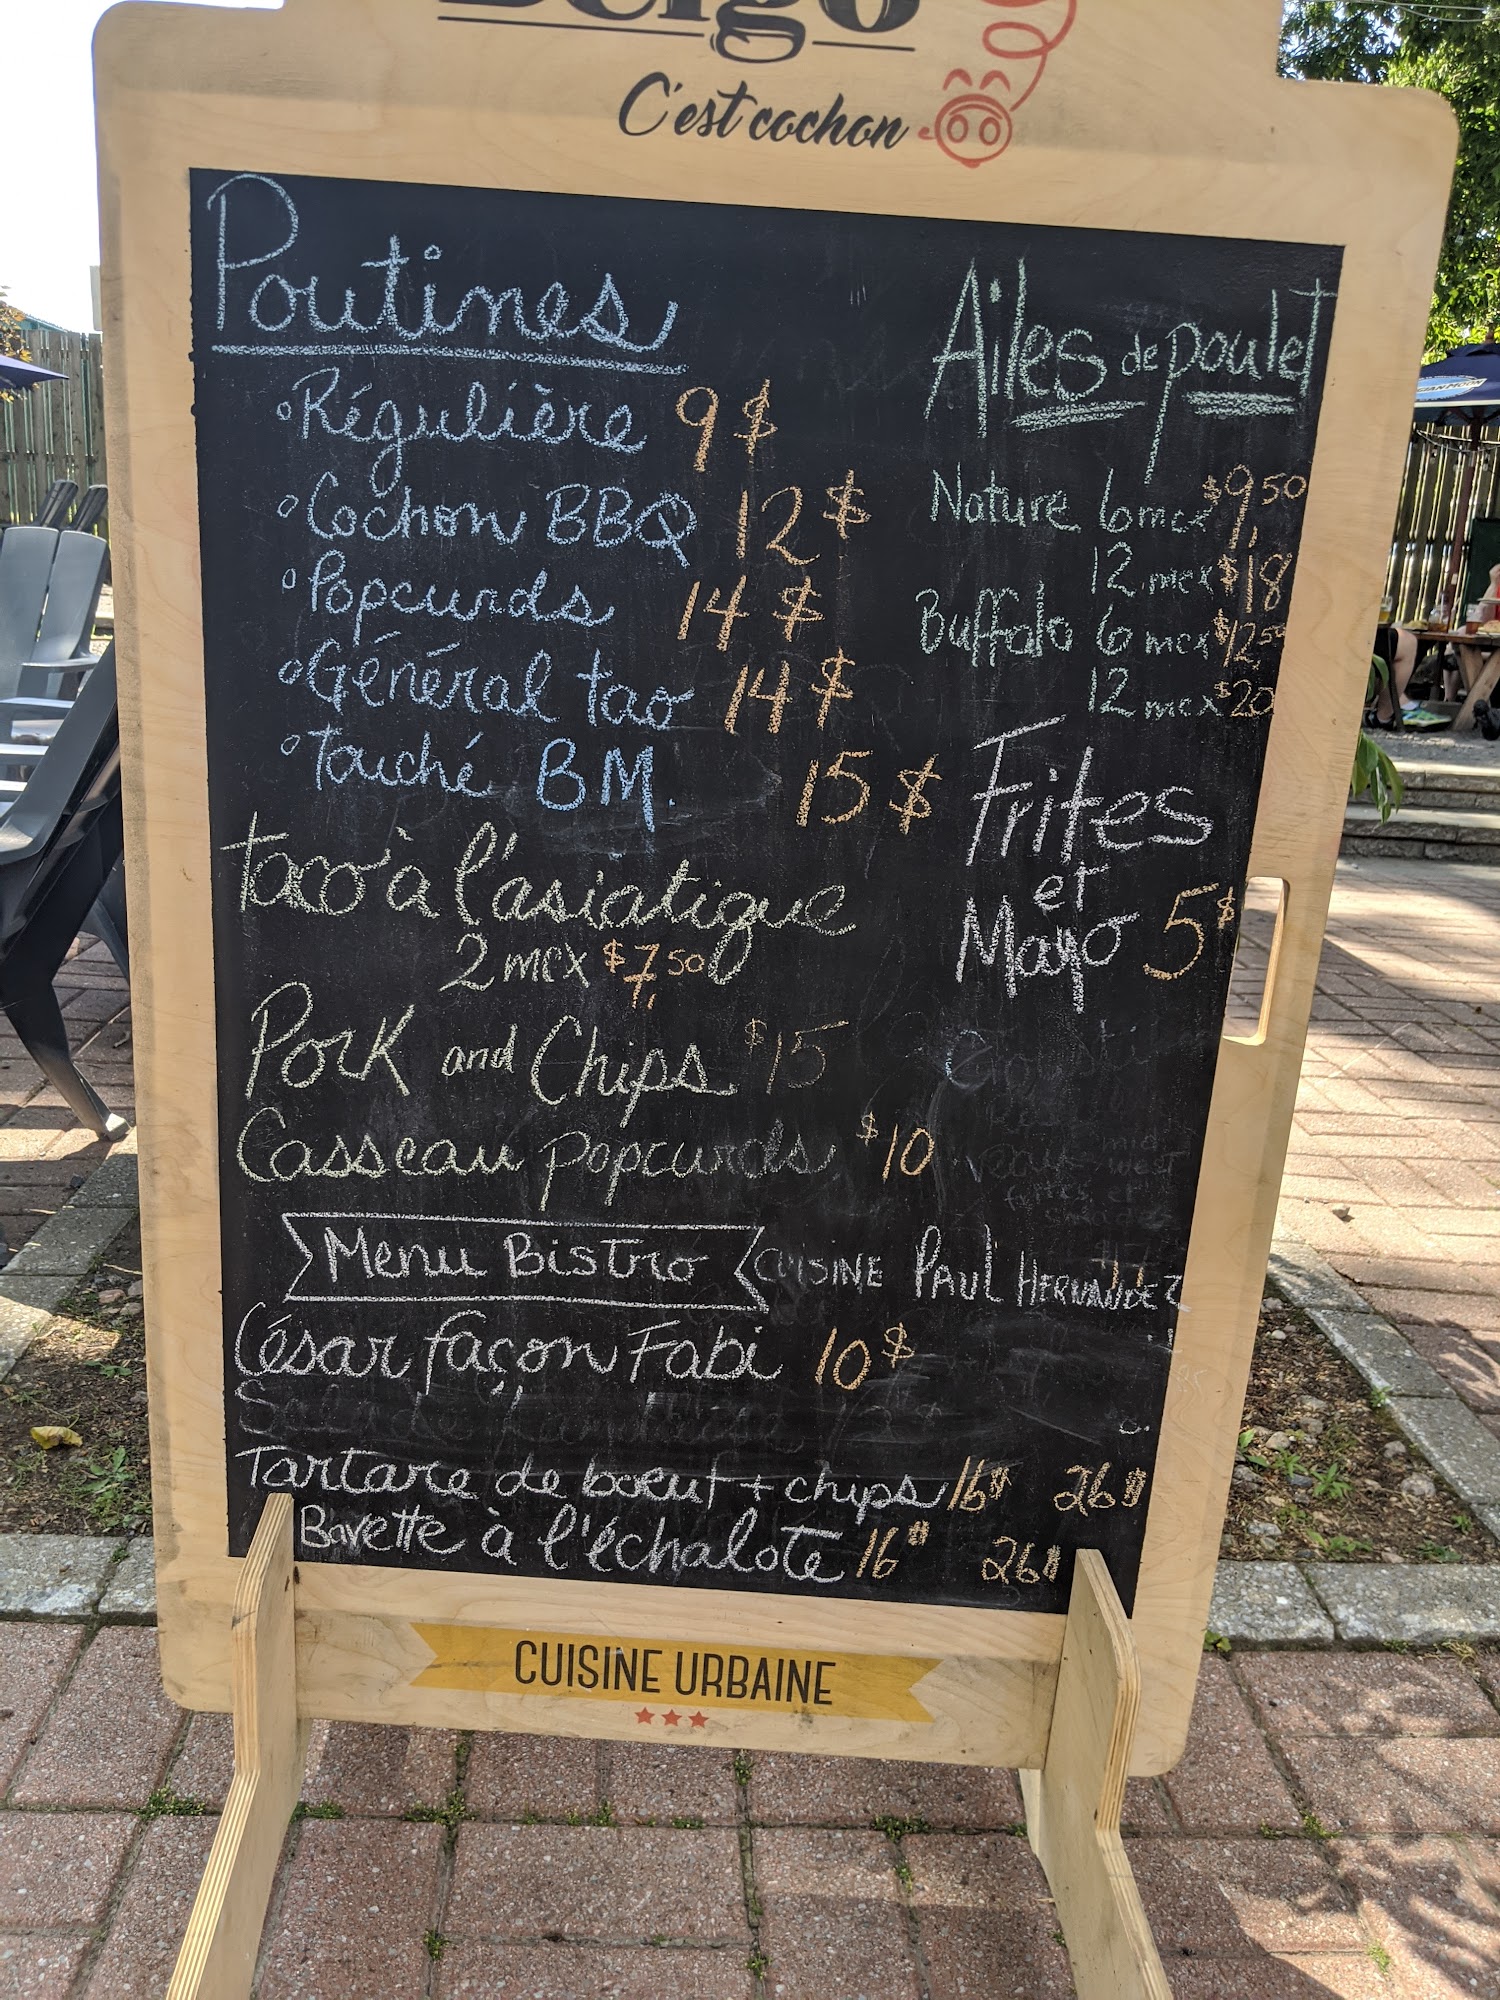 C'est cochon
Poutines
Régulière 9$
Cochon BBQ 12$
Popcurds 14$
Général tao 14$
Touché BM. 15$
Taco à l'asiatique
2 mcx $7,50
Pork and Chips $15
Casseau popcurds $10
Ailes de poulet
Nature 6 mcx $9,50
12 mcx $18
Buffalo 6 mcx $12,50
12 mcx $20
Frites
et
Mayo 5$
Menu Bistro CUISINE PAUL HERNANDEZ
César façon Fabi 10$
Tartare de boeuf + chips 16$ 26$
Bavette à l'échalote 16$ 26$
CUISINE URBAINE